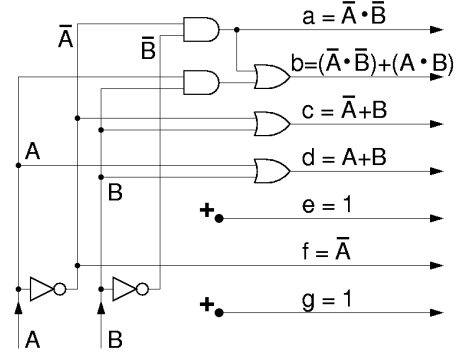 a = A̅•B̅
A̅
B̅
b=(A̅•B̅)+(A•B)
c = A̅+B
A
d = A+B
B
+ e = 1
f = A̅
+ g = 1
A
B